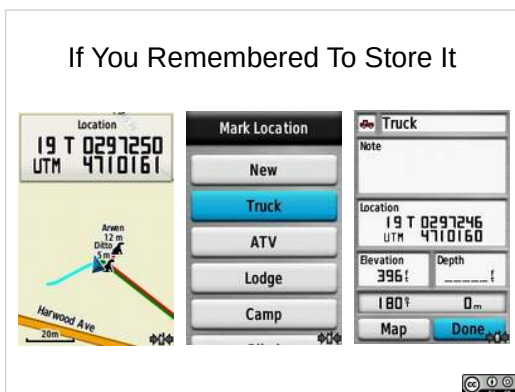 If You Remembered To Store It
Location
19 T 0297250
UTM 4710161
Arwen
12 m
Ditto
5 m
Harwood Ave
20m
Mark Location
New
Truck
ATV
Lodge
Camp
Truck
Note
Location
19 T 0297246
UTM 4710160
Elevation
396f
Depth
_____f
180°
0m
Map
Done